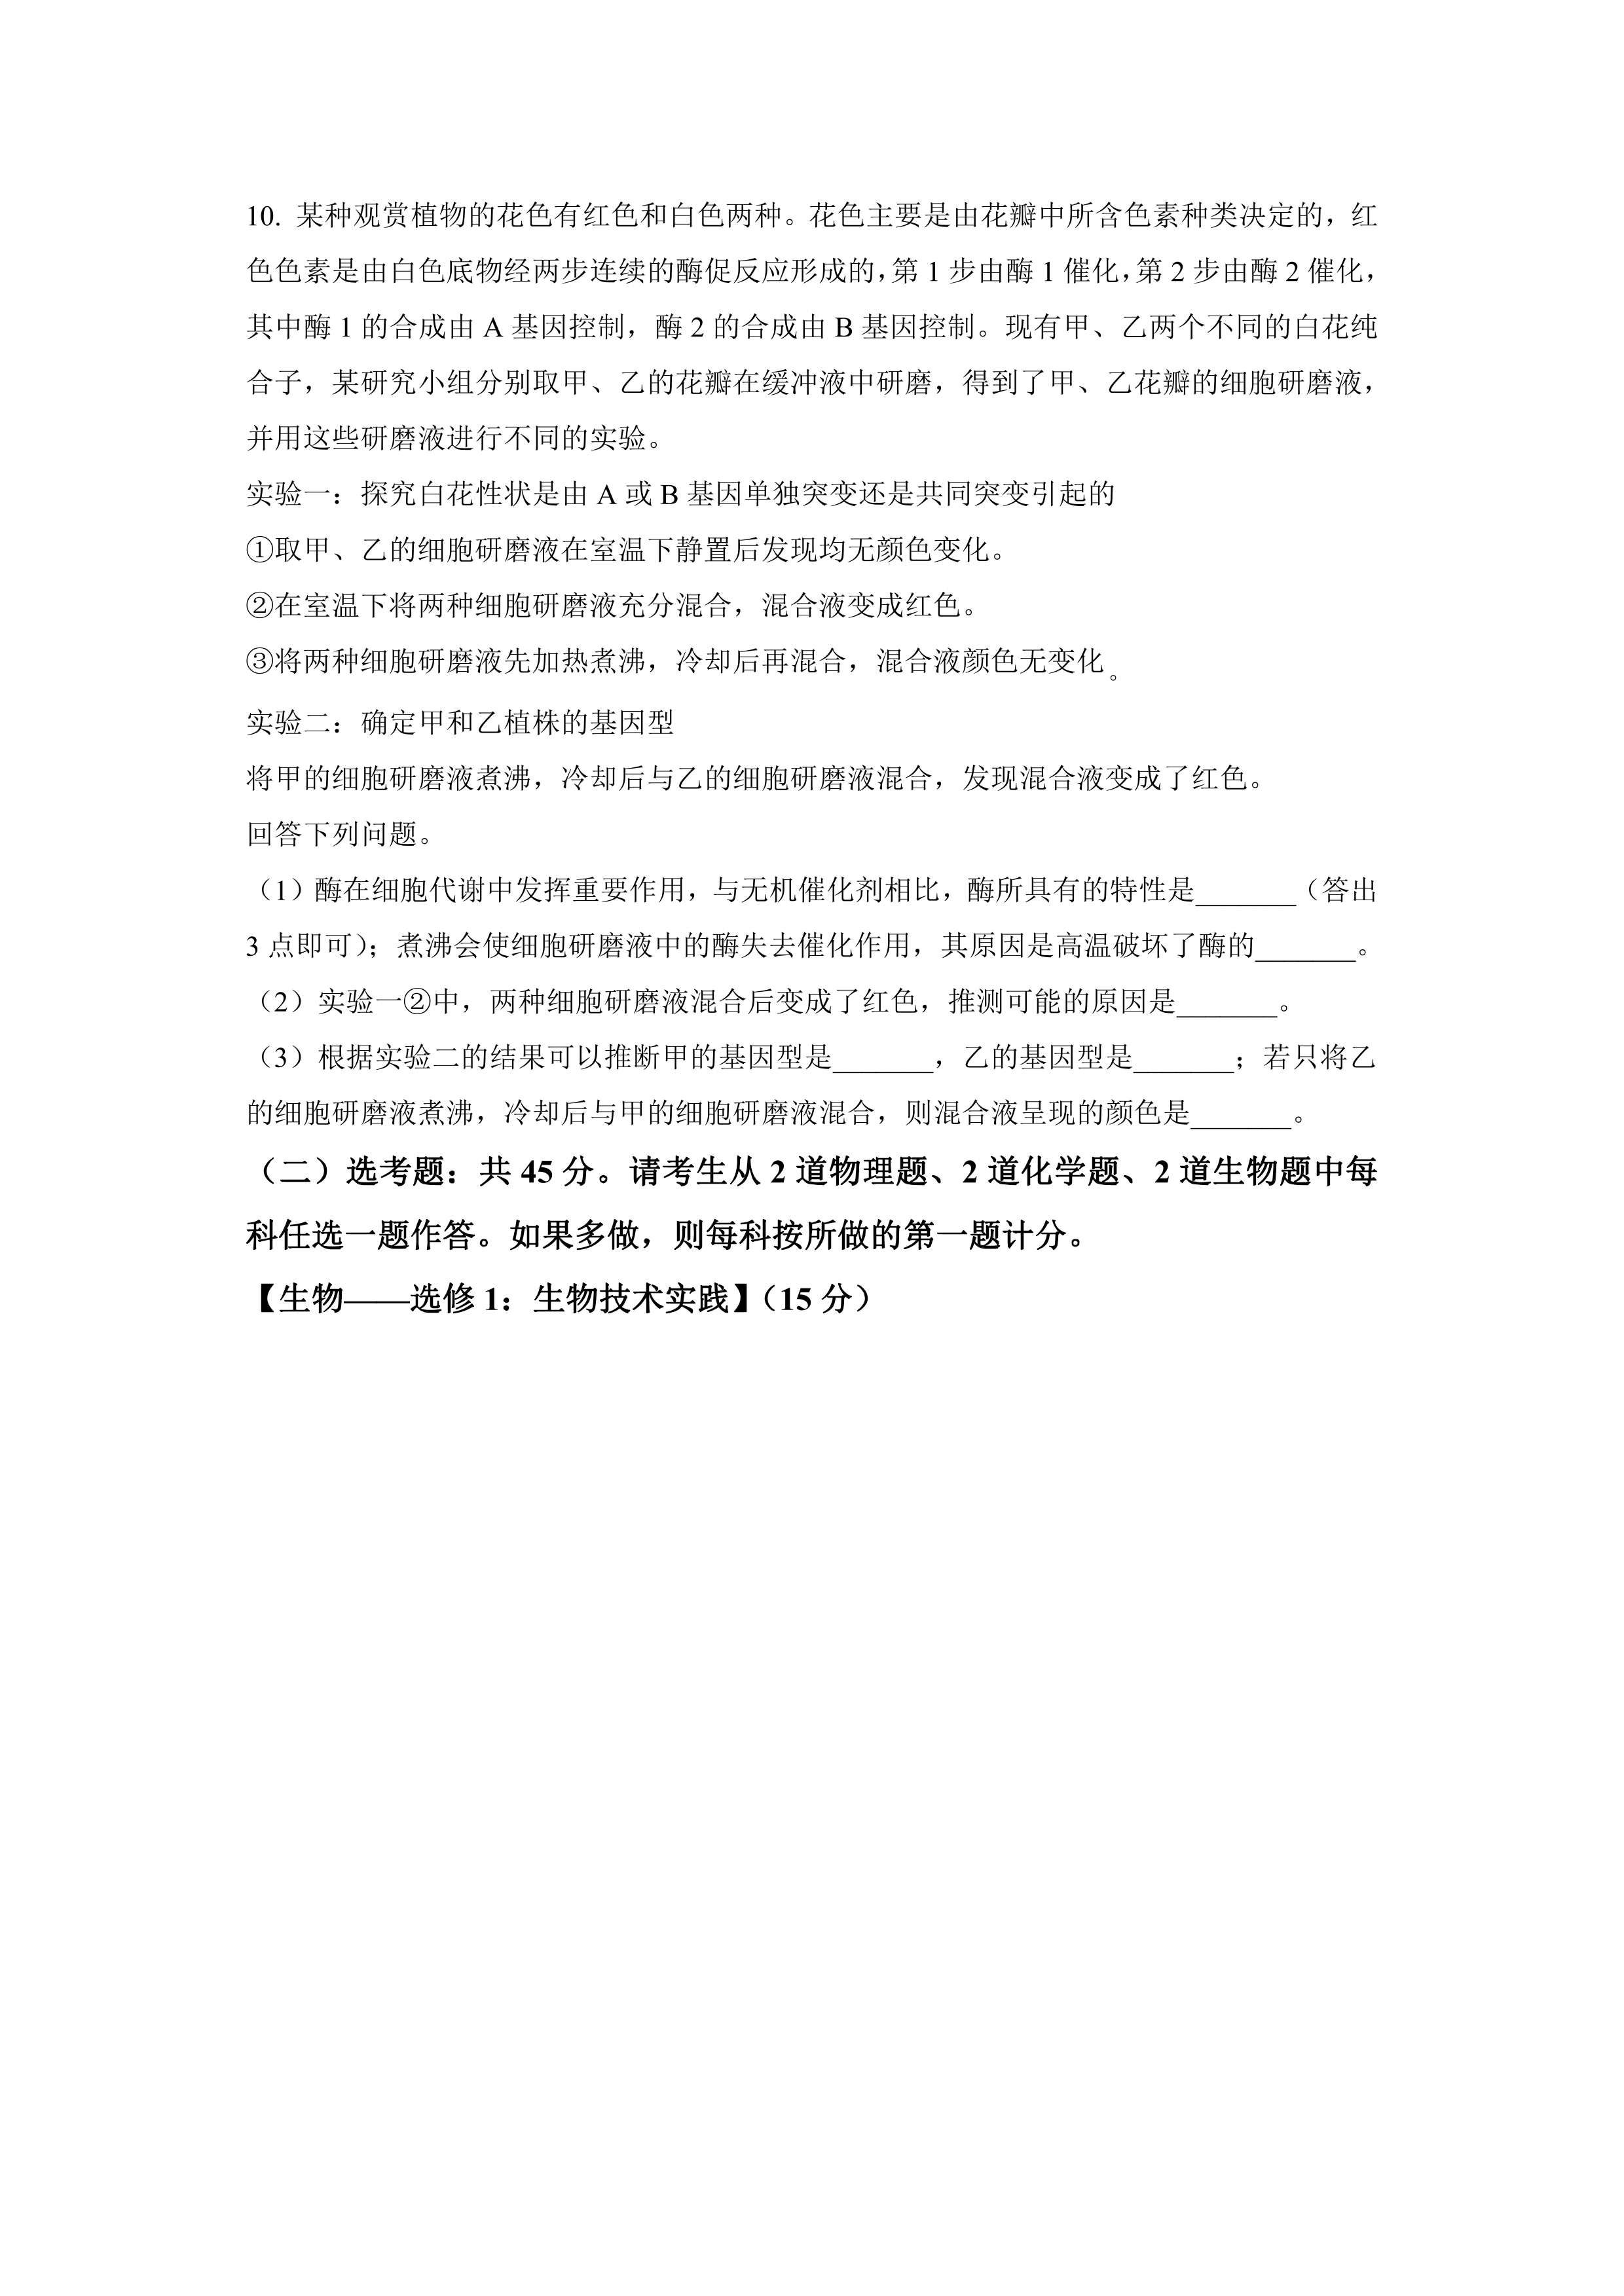 10. 某种观赏植物的花色有红色和白色两种。花色主要是由花瓣中所含色素种类决定的，红
色色素是由白色底物经两步连续的酶促反应形成的，第 1 步由酶 1 催化，第 2 步由酶 2 催化，
其中酶 1 的合成由 A 基因控制，酶 2 的合成由 B 基因控制。现有甲、乙两个不同的白花纯
合子，某研究小组分别取甲、乙的花瓣在缓冲液中研磨，得到了甲、乙花瓣的细胞研磨液，
并用这些研磨液进行不同的实验。
实验一：探究白花性状是由 A 或 B 基因单独突变还是共同突变引起的
①取甲、乙的细胞研磨液在室温下静置后发现均无颜色变化。
②在室温下将两种细胞研磨液充分混合，混合液变成红色。
③将两种细胞研磨液先加热煮沸，冷却后再混合，混合液颜色无变化。
实验二：确定甲和乙植株的基因型
将甲的细胞研磨液煮沸，冷却后与乙的细胞研磨液混合，发现混合液变成了红色。
回答下列问题。
（1）酶在细胞代谢中发挥重要作用，与无机催化剂相比，酶所具有的特性是_______（答出
3 点即可）；煮沸会使细胞研磨液中的酶失去催化作用，其原因是高温破坏了酶的_______。
（2）实验一②中，两种细胞研磨液混合后变成了红色，推测可能的原因是_______。
（3）根据实验二的结果可以推断甲的基因型是_______，乙的基因型是_______；若只将乙
的细胞研磨液煮沸，冷却后与甲的细胞研磨液混合，则混合液呈现的颜色是_______。
（二）选考题：共 45 分。请考生从 2 道物理题、2 道化学题、2 道生物题中每
科任选一题作答。如果多做，则每科按所做的第一题计分。
【生物——选修 1：生物技术实践】（15 分）